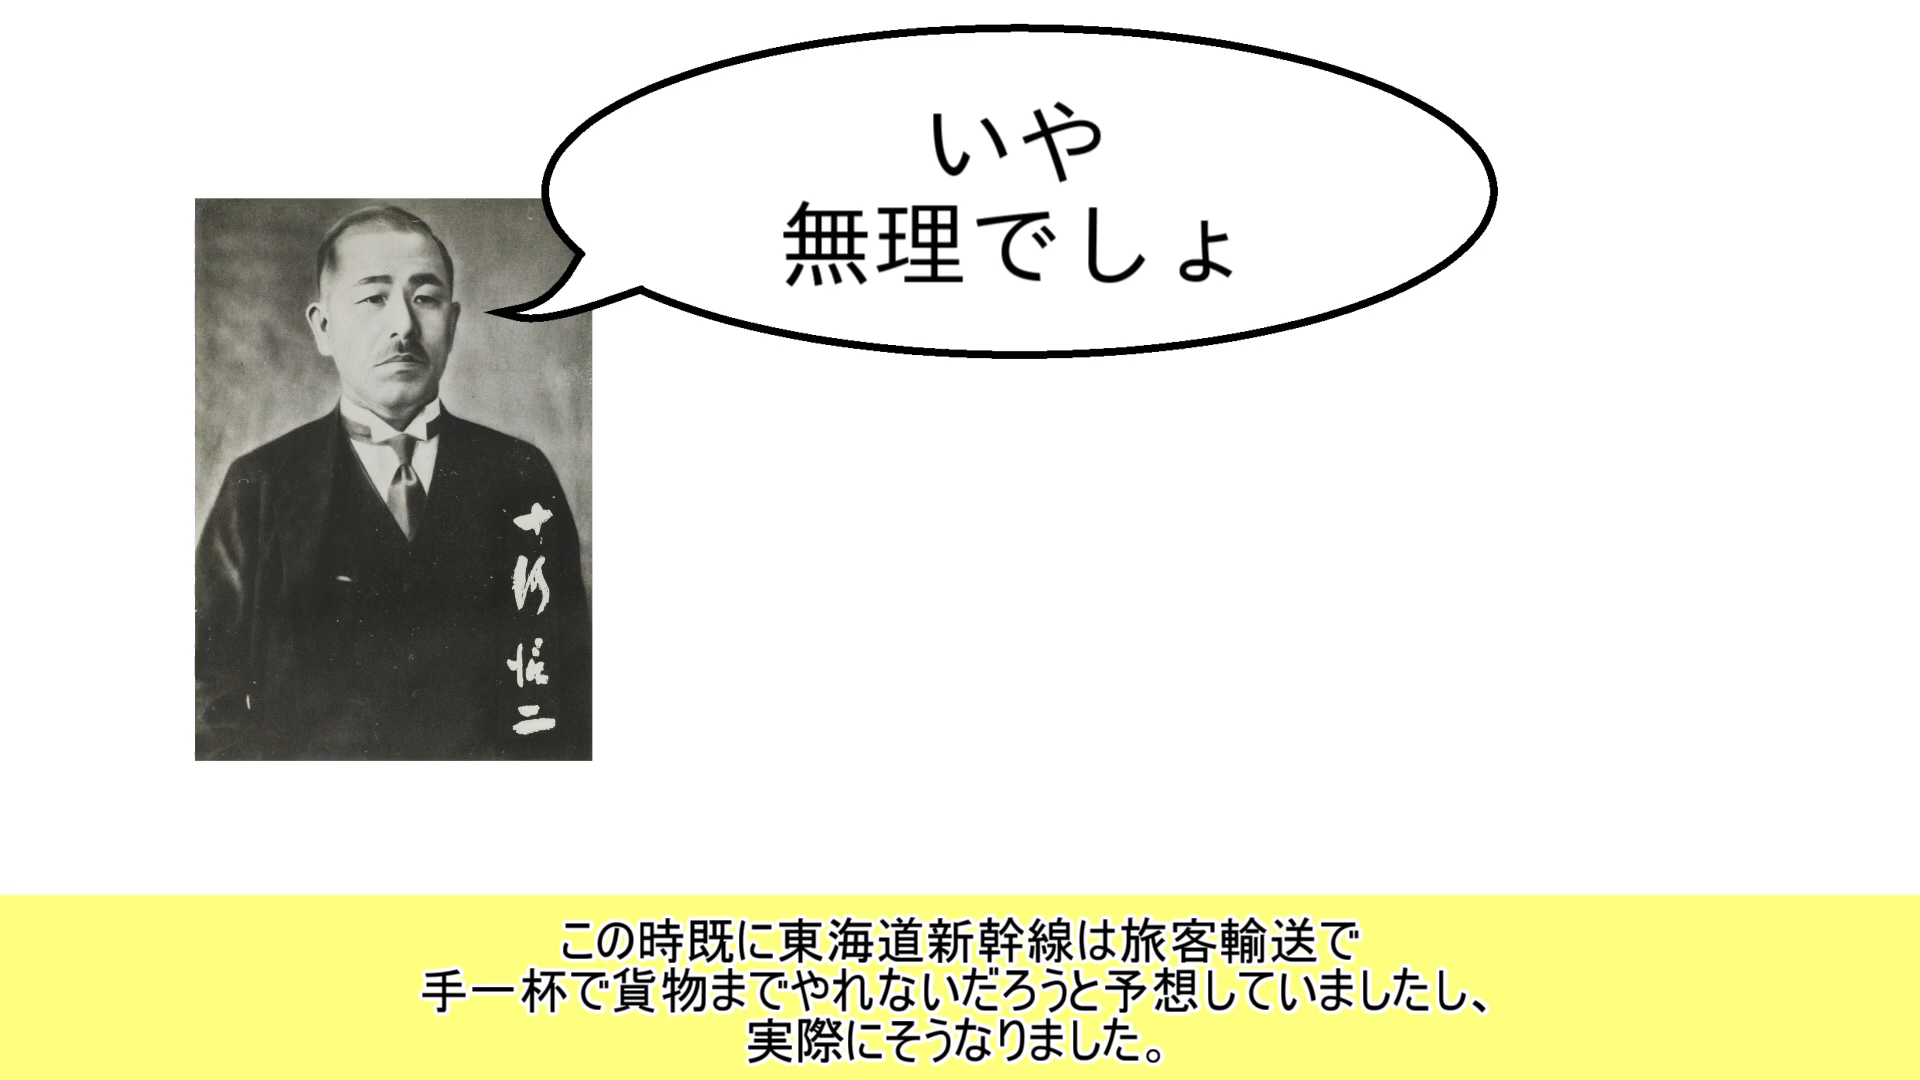 いや
無理でしょ
十河信二
この時既に東海道新幹線は旅客輸送で
手一杯で貨物までやれないだろうと予想していましたし、
実際にそうなりました。